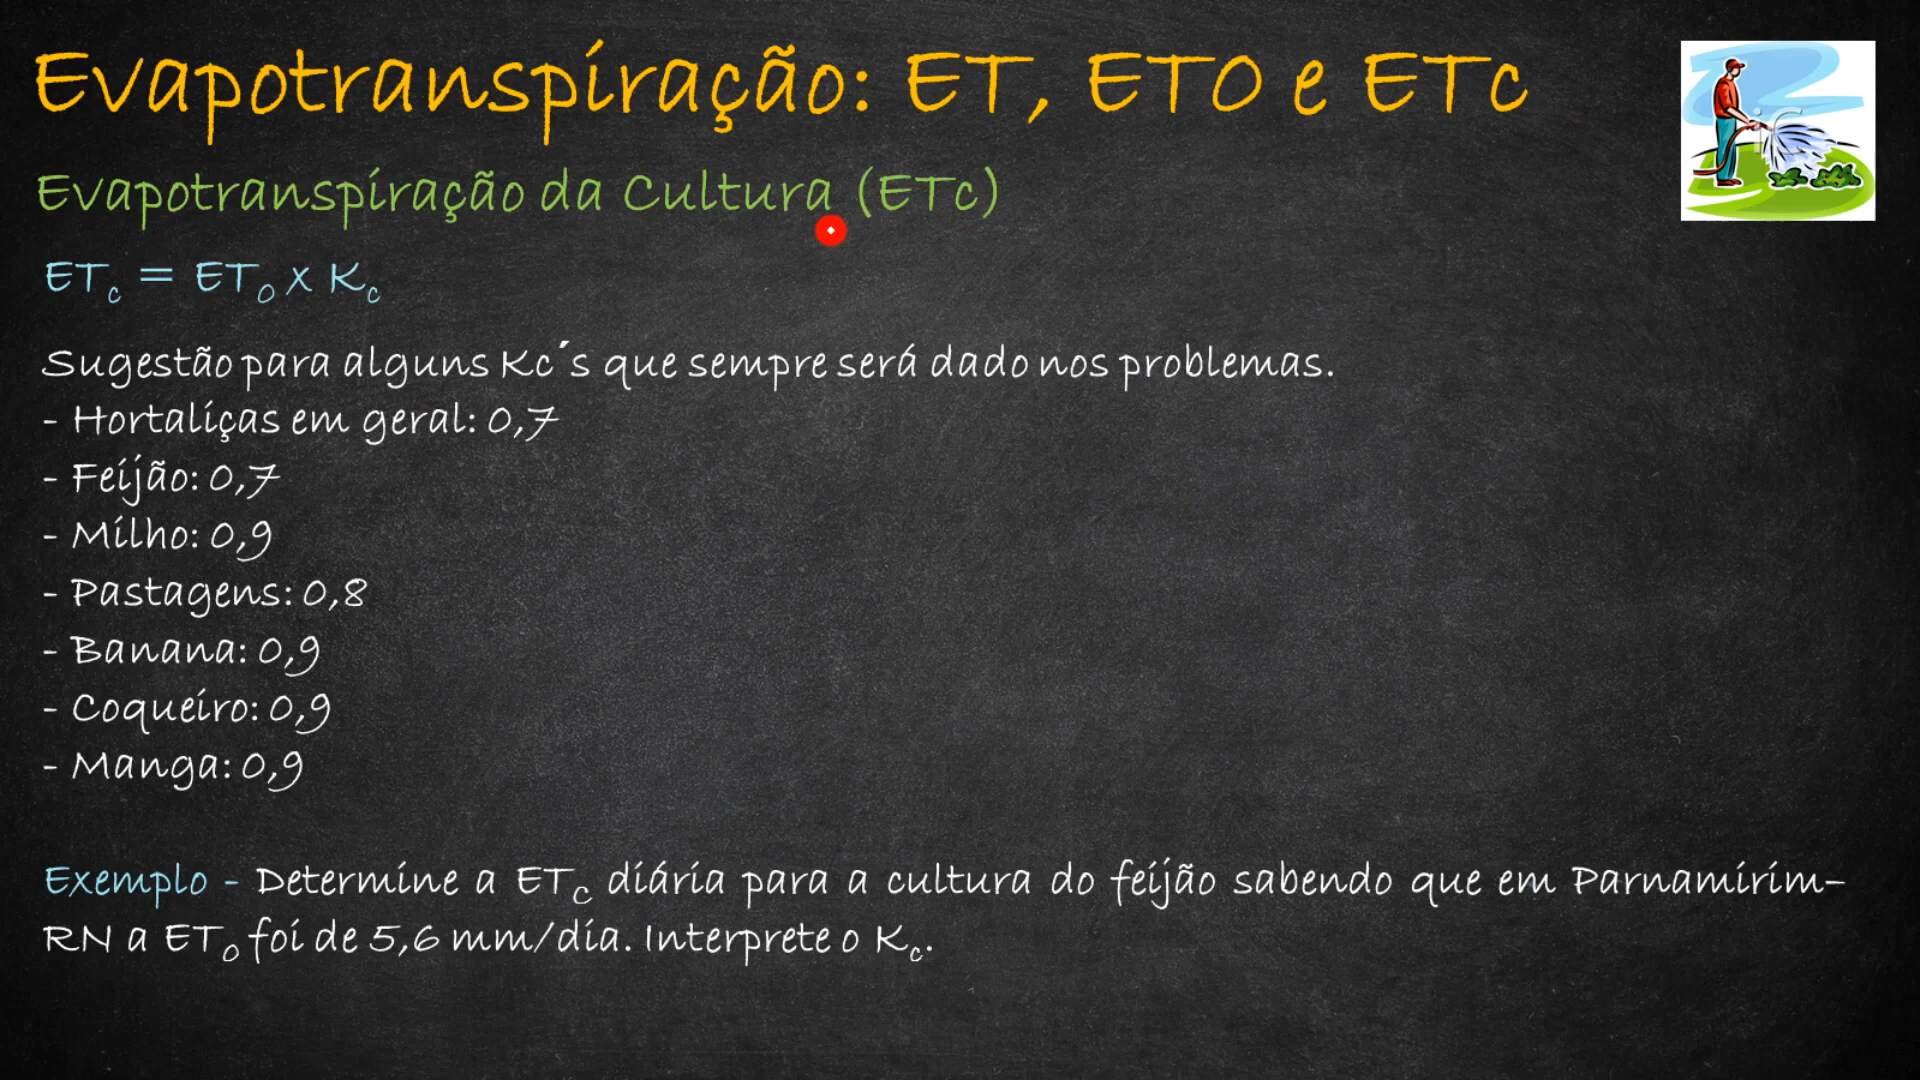 Evapotranspiração: ET, ETO e ETc
Evapotranspiração da Cultura (ETc)
ETc = ETO x Kc
Sugestão para alguns Kc´s que sempre será dado nos problemas.
- Hortaliças em geral: 0,7
- Feijão: 0,7
- Milho: 0,9
- Pastagens: 0,8
- Banana: 0,9
- Coqueiro: 0,9
- Manga: 0,9
Exemplo - Determine a ETC diária para a cultura do feijão sabendo que em Parnamirim-
RN a ETO foi de 5,6 mm/dia. Interprete o Kc.